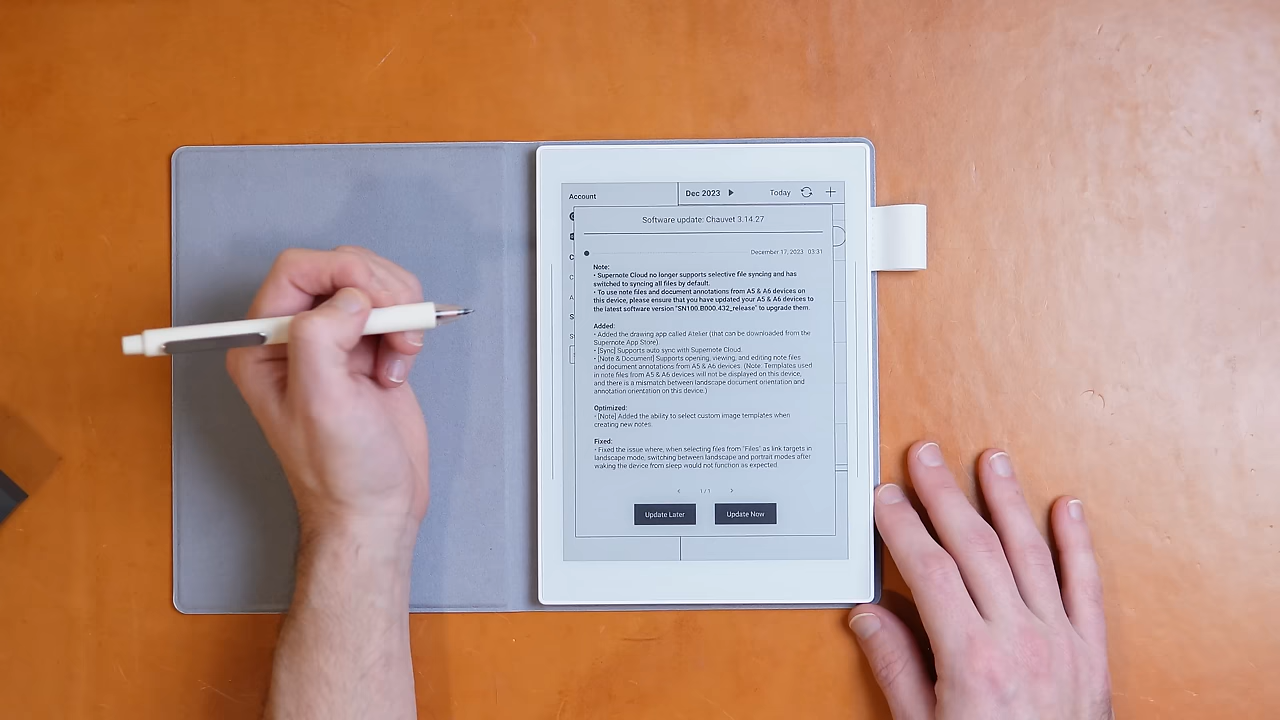 Account
Dec 2023 Today
Software update: Chauvet 3.14.27
December 17, 2023 03:31
Note:
• Supernote Cloud no longer supports selective file syncing and has
switched to syncing all files by default.
• To use note files and document annotations from A5 & A6 devices on
this device, please ensure that you have updated your A5 & A6 devices to
the latest software version "SN100.B000.432_release" to upgrade them.
Added:
• Added the drawing app called Atelier (that can be downloaded from the
Supernote App Store)
• [Sync] Supports auto sync with Supernote Cloud.
• [Note & Document] Supports opening, viewing, and editing note files
and document annotations from A5 & A6 devices. (Note: Templates used
in note files from A5 & A6 devices will not be displayed on this device,
and there is a mismatch between landscape document orientation and
annotation orientation on this device.)
Optimized:
• [Note] Added the ability to select custom image templates when
creating new notes.
Fixed:
• Fixed the issue where, when selecting files from "Files" as link targets in
landscape mode, switching between landscape and portrait modes after
waking the device from sleep would not function as expected.
< 1 / 1 >
Update Later Update Now